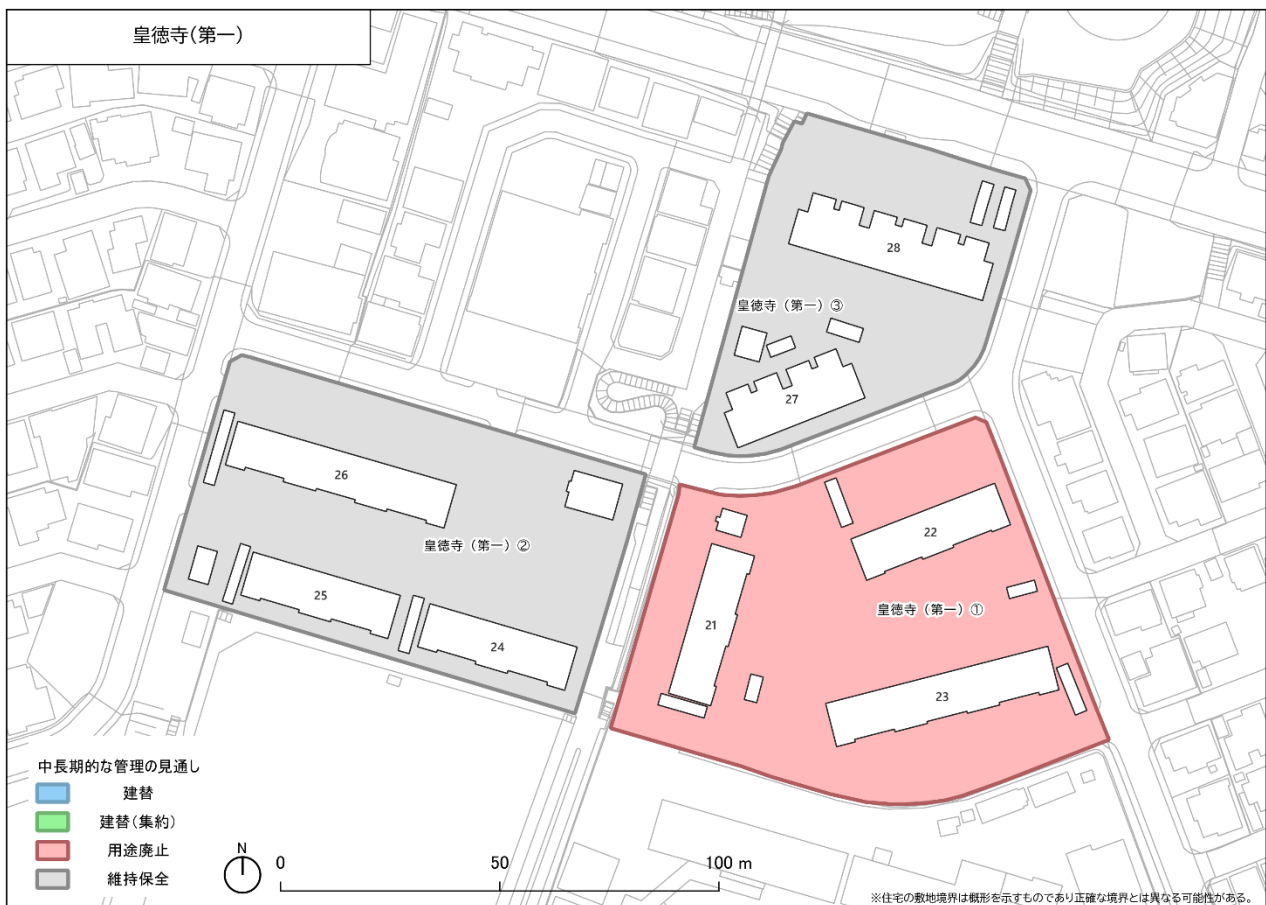 皇徳寺(第一)
28
皇徳寺（第一）③
27
26
22
皇徳寺（第一）②
25
皇徳寺（第一）①
21
24
23
中長期的な管理の見通し
建替
建替(集約)
用途廃止
維持保全
N
0 50 100 m
※住宅の敷地境界は概形を示すものであり正確な境界とは異なる可能性がある。